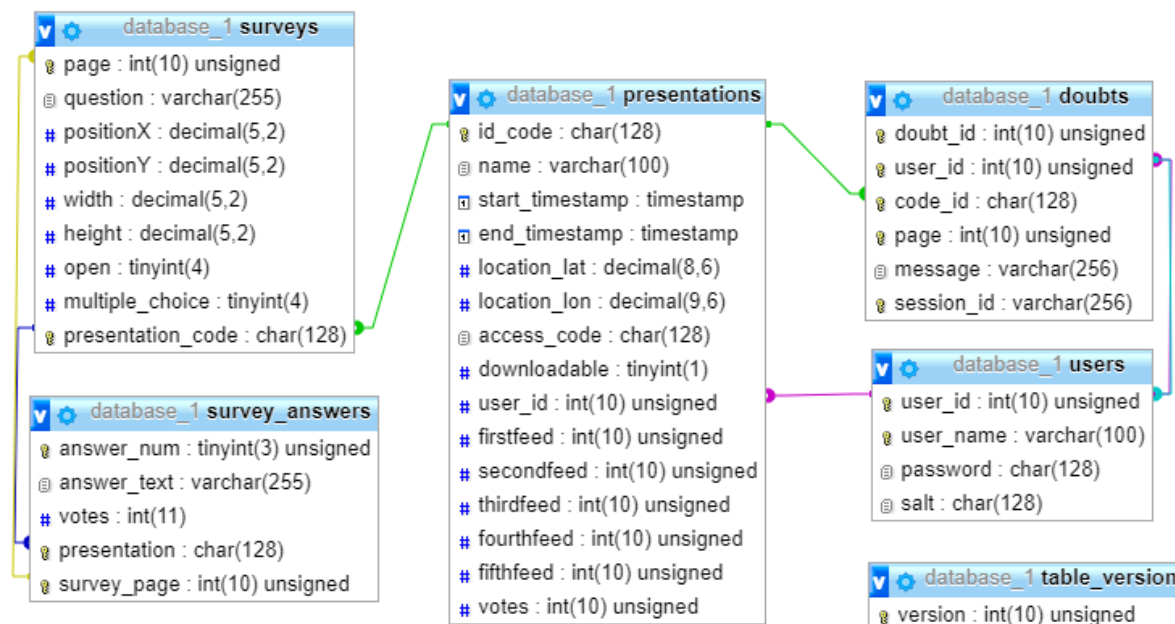 database_1 surveys
page : int(10) unsigned
question : varchar(255)
positionX : decimal(5,2)
positionY : decimal(5,2)
width : decimal(5,2)
height : decimal(5,2)
open : tinyint(4)
multiple_choice : tinyint(4)
presentation_code : char(128)
database_1 survey_answers
answer_num : tinyint(3) unsigned
answer_text : varchar(255)
votes : int(11)
presentation : char(128)
survey_page : int(10) unsigned
database_1 presentations
id_code : char(128)
name : varchar(100)
start_timestamp : timestamp
end_timestamp : timestamp
location_lat : decimal(8,6)
location_lon : decimal(9,6)
access_code : char(128)
downloadable : tinyint(1)
user_id : int(10) unsigned
firstfeed : int(10) unsigned
secondfeed : int(10) unsigned
thirdfeed : int(10) unsigned
fourthfeed : int(10) unsigned
fifthfeed : int(10) unsigned
votes : int(10) unsigned
database_1 doubts
doubt_id : int(10) unsigned
user_id : int(10) unsigned
code_id : char(128)
page : int(10) unsigned
message : varchar(256)
session_id : varchar(256)
database_1 users
user_id : int(10) unsigned
user_name : varchar(100)
password : char(128)
salt : char(128)
database_1 table_version
version : int(10) unsigned